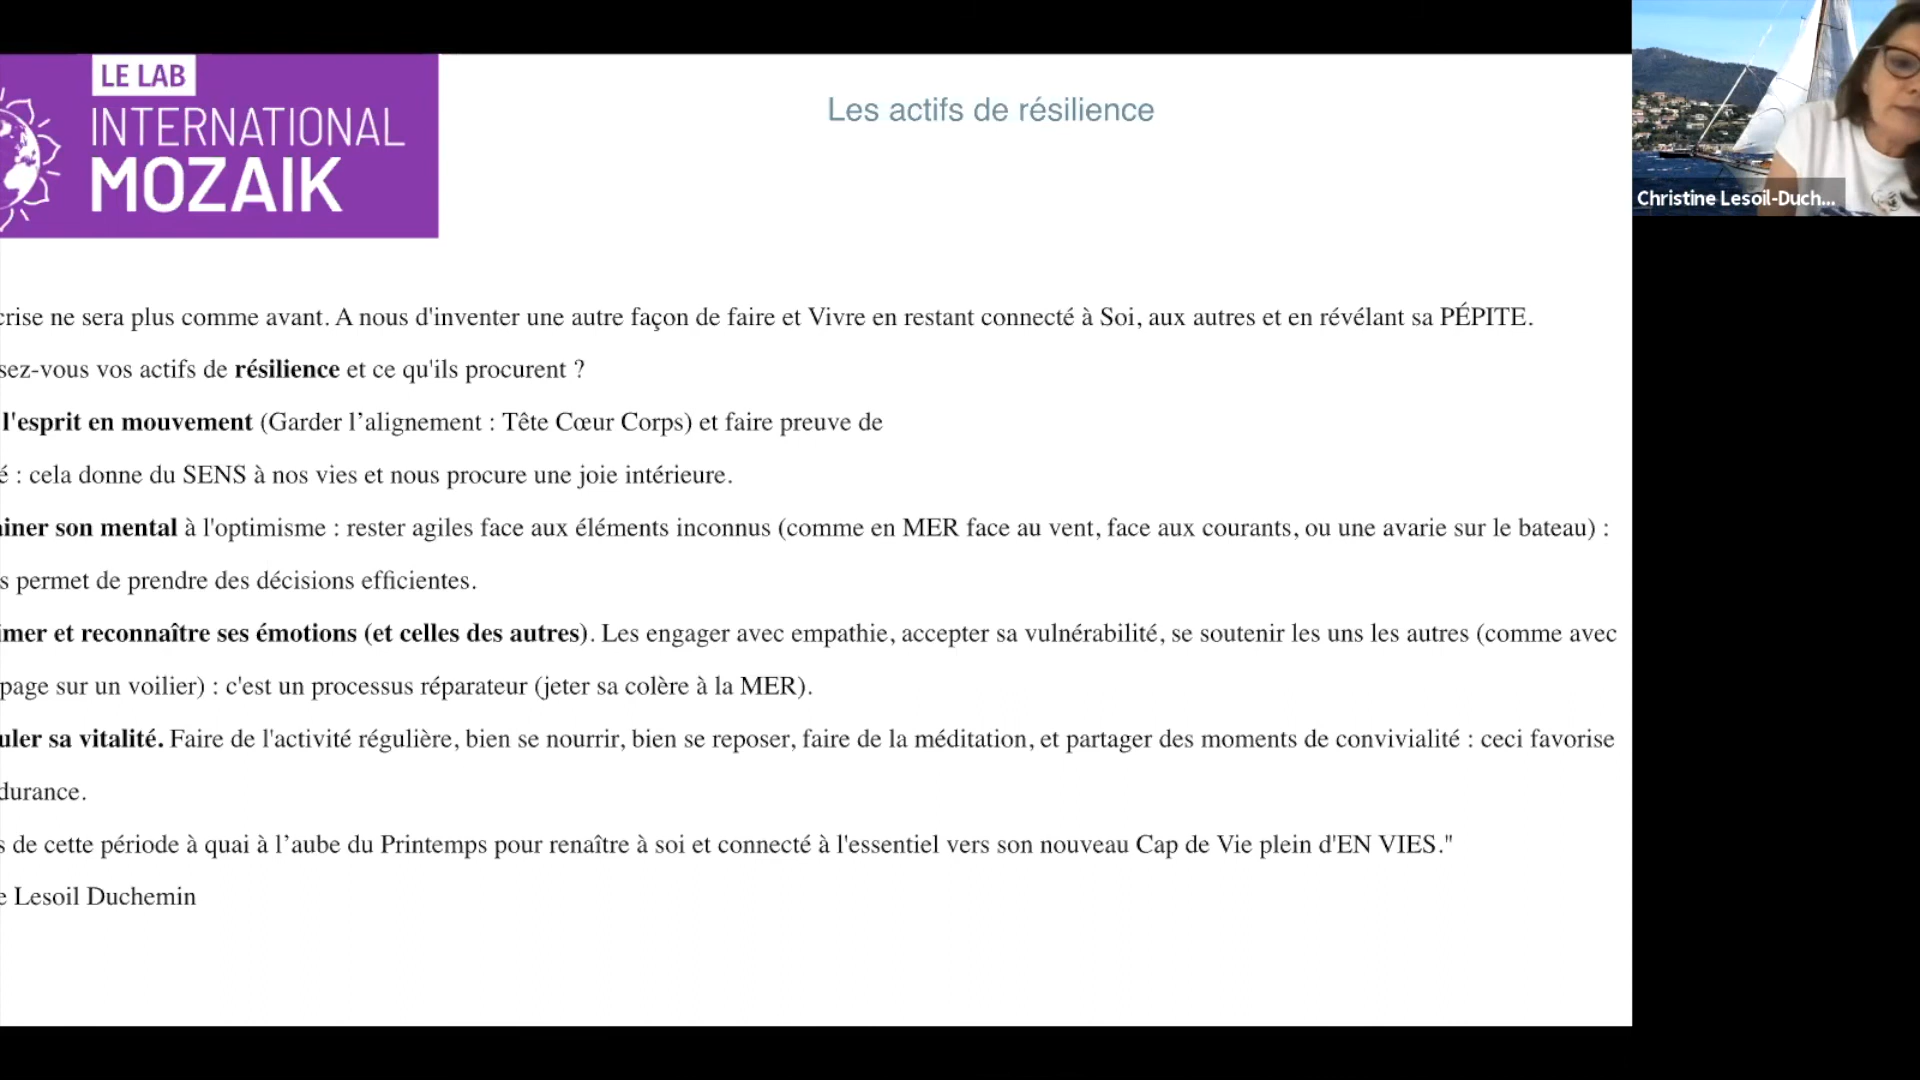 LE LAB
INTERNATIONAL
MOZAIK
Les actifs de résilience
Christine Lesoil-Duch...
crise ne sera plus comme avant. A nous d'inventer une autre façon de faire et Vivre en restant connecté à Soi, aux autres et en révélant sa PÉPITE.
sez-vous vos actifs de résilience et ce qu'ils procurent ?
l'esprit en mouvement (Garder l’alignement : Tête Cœur Corps) et faire preuve de
é : cela donne du SENS à nos vies et nous procure une joie intérieure.
iner son mental à l'optimisme : rester agiles face aux éléments inconnus (comme en MER face au vent, face aux courants, ou une avarie sur le bateau) :
s permet de prendre des décisions efficientes.
imer et reconnaître ses émotions (et celles des autres). Les engager avec empathie, accepter sa vulnérabilité, se soutenir les uns les autres (comme avec
page sur un voilier) : c'est un processus réparateur (jeter sa colère à la MER).
uler sa vitalité. Faire de l'activité régulière, bien se nourrir, bien se reposer, faire de la méditation, et partager des moments de convivialité : ceci favorise
durance.
s de cette période à quai à l’aube du Printemps pour renaître à soi et connecté à l'essentiel vers son nouveau Cap de Vie plein d'EN VIES."
e Lesoil Duchemin